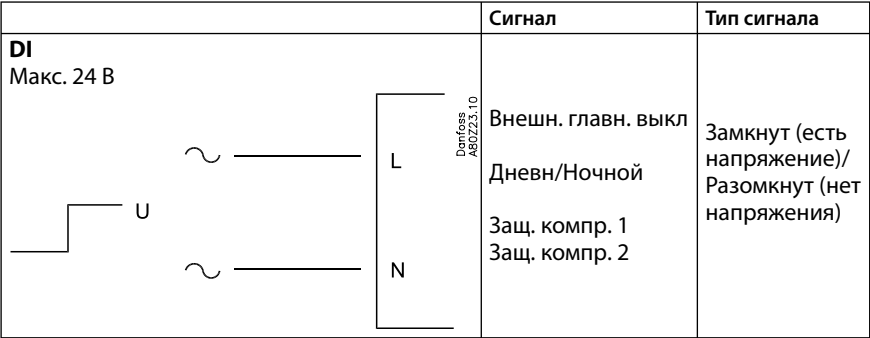 Сигнал
Тип сигнала
DI
Макс. 24 В
U
L
N
Danfoss
A80Z23.10
Внешн. главн. выкл
Дневн/Ночной
Защ. компр. 1
Защ. компр. 2
Замкнут (есть
напряжение)/
Разомкнут (нет
напряжения)